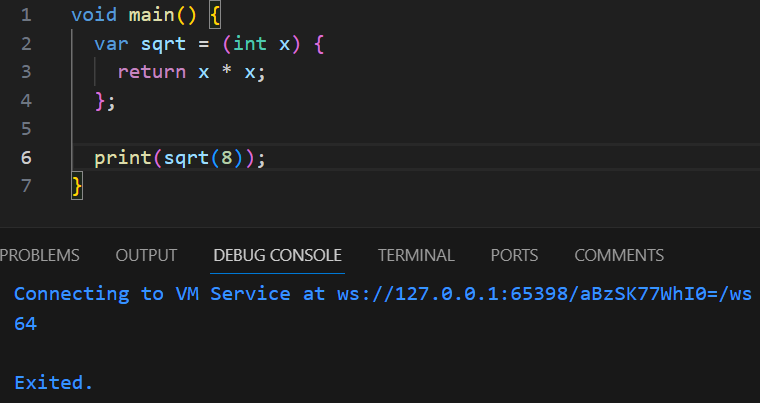 1 void main() {
2 var sqrt = (int x) {
3 return x * x;
4 };
5
6 print(sqrt(8));
7 }
PROBLEMS OUTPUT DEBUG CONSOLE TERMINAL PORTS COMMENTS
Connecting to VM Service at ws://127.0.0.1:65398/aBzSK77WhI0=/ws
64
Exited.